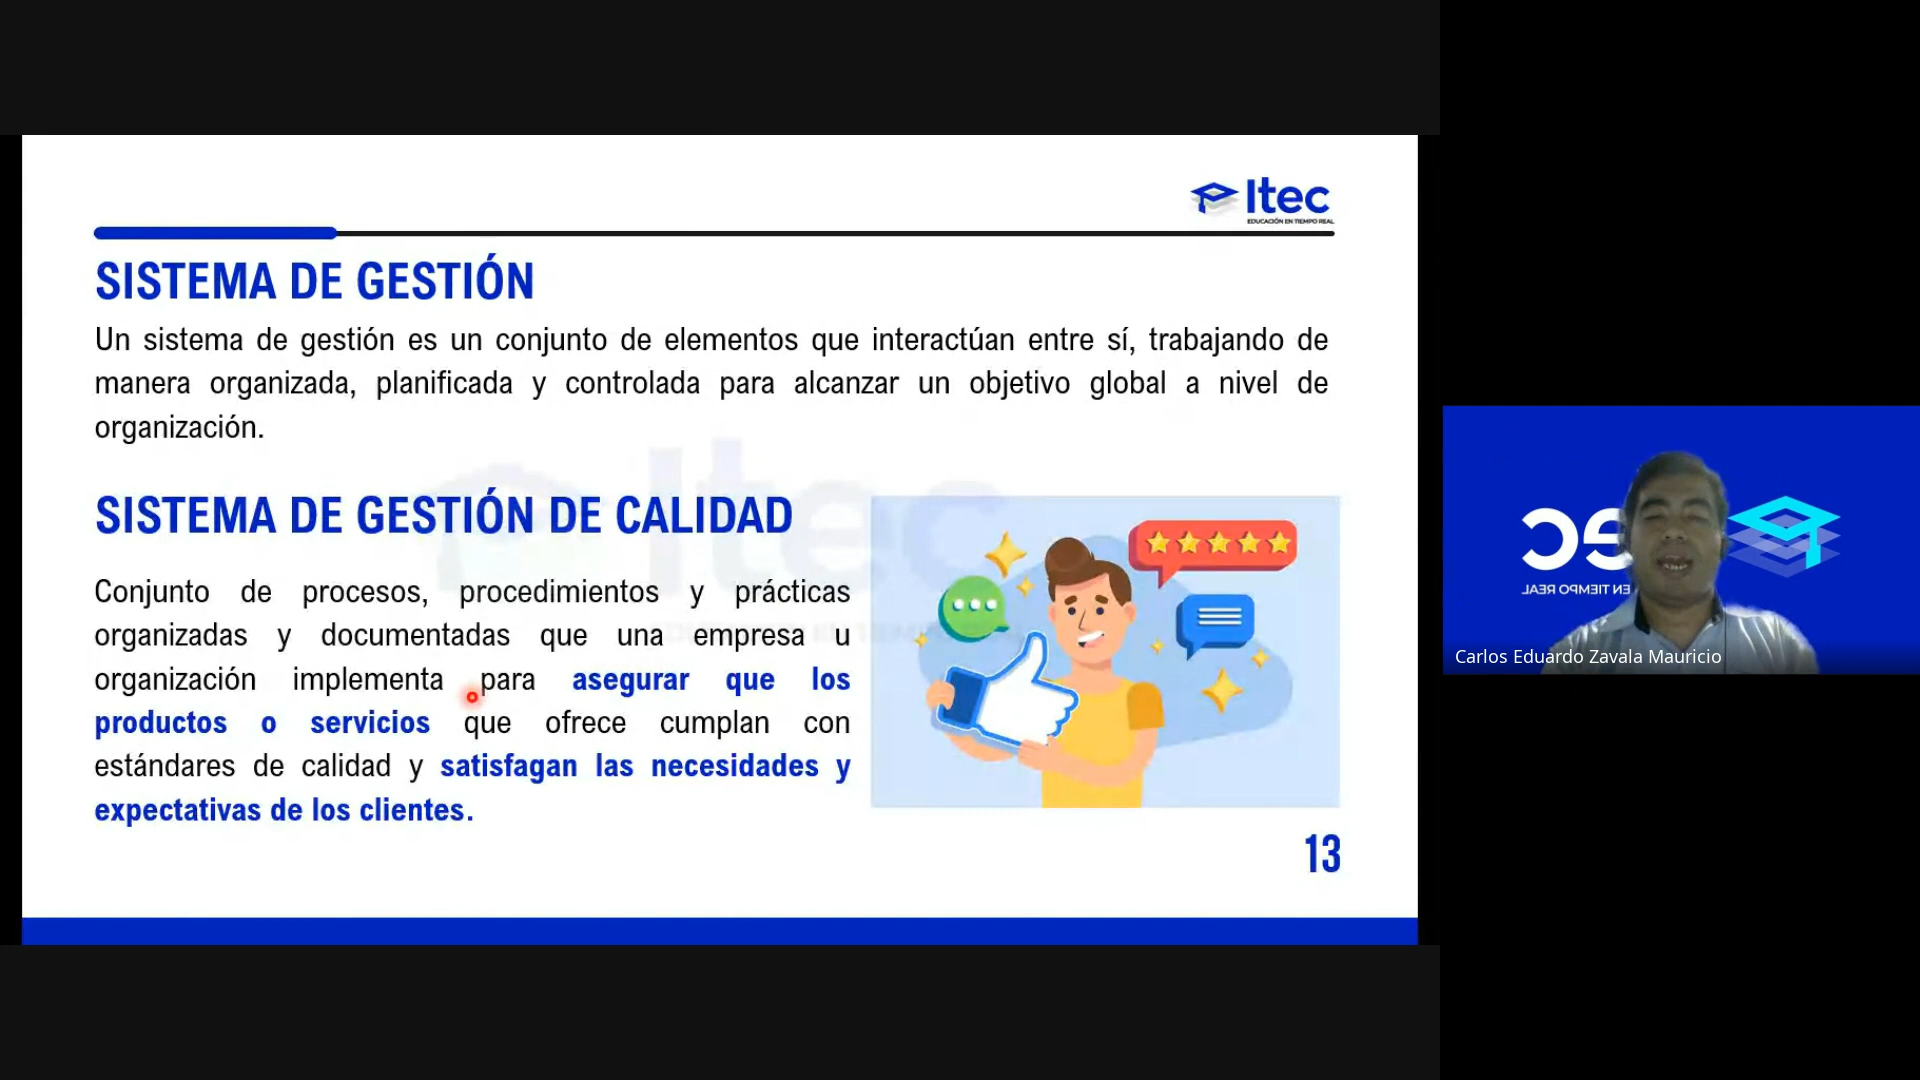 Itec
EDUCACIÓN EN TIEMPO REAL
SISTEMA DE GESTIÓN
Un sistema de gestión es un conjunto de elementos que interactúan entre sí, trabajando de
manera organizada, planificada y controlada para alcanzar un objetivo global a nivel de
organización.
SISTEMA DE GESTIÓN DE CALIDAD
Conjunto de procesos, procedimientos y prácticas
organizadas y documentadas que una empresa u
organización implementa para asegurar que los
productos o servicios que ofrece cumplan con
estándares de calidad y satisfagan las necesidades y
expectativas de los clientes.
13
ec
EN TIEMPO REAL
Carlos Eduardo Zavala Mauricio